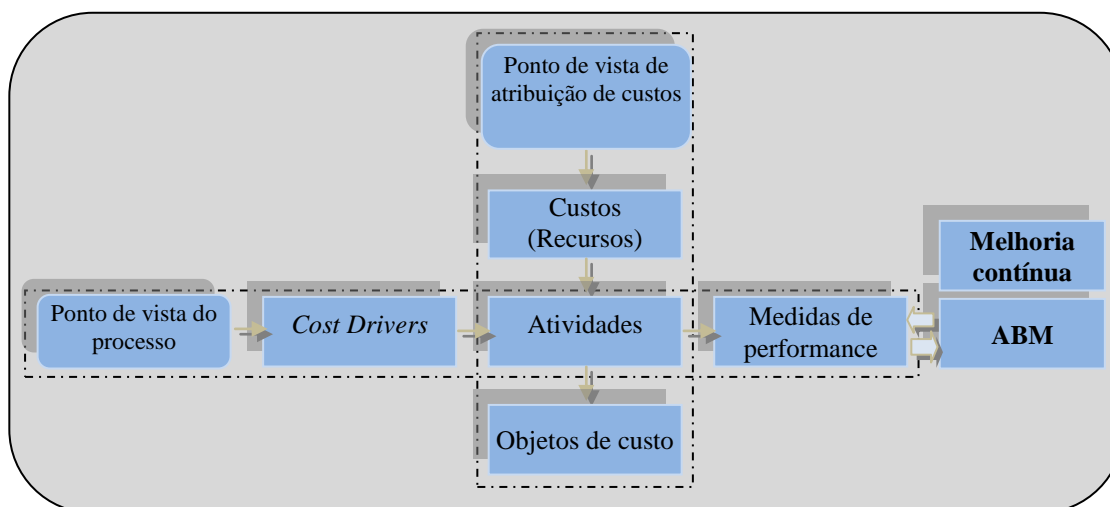 Ponto de vista de
atribuição de custos
Custos
(Recursos)
Melhoria
contínua
Ponto de vista do
processo
Cost Drivers
Atividades
Medidas de
performance
ABM
Objetos de custo